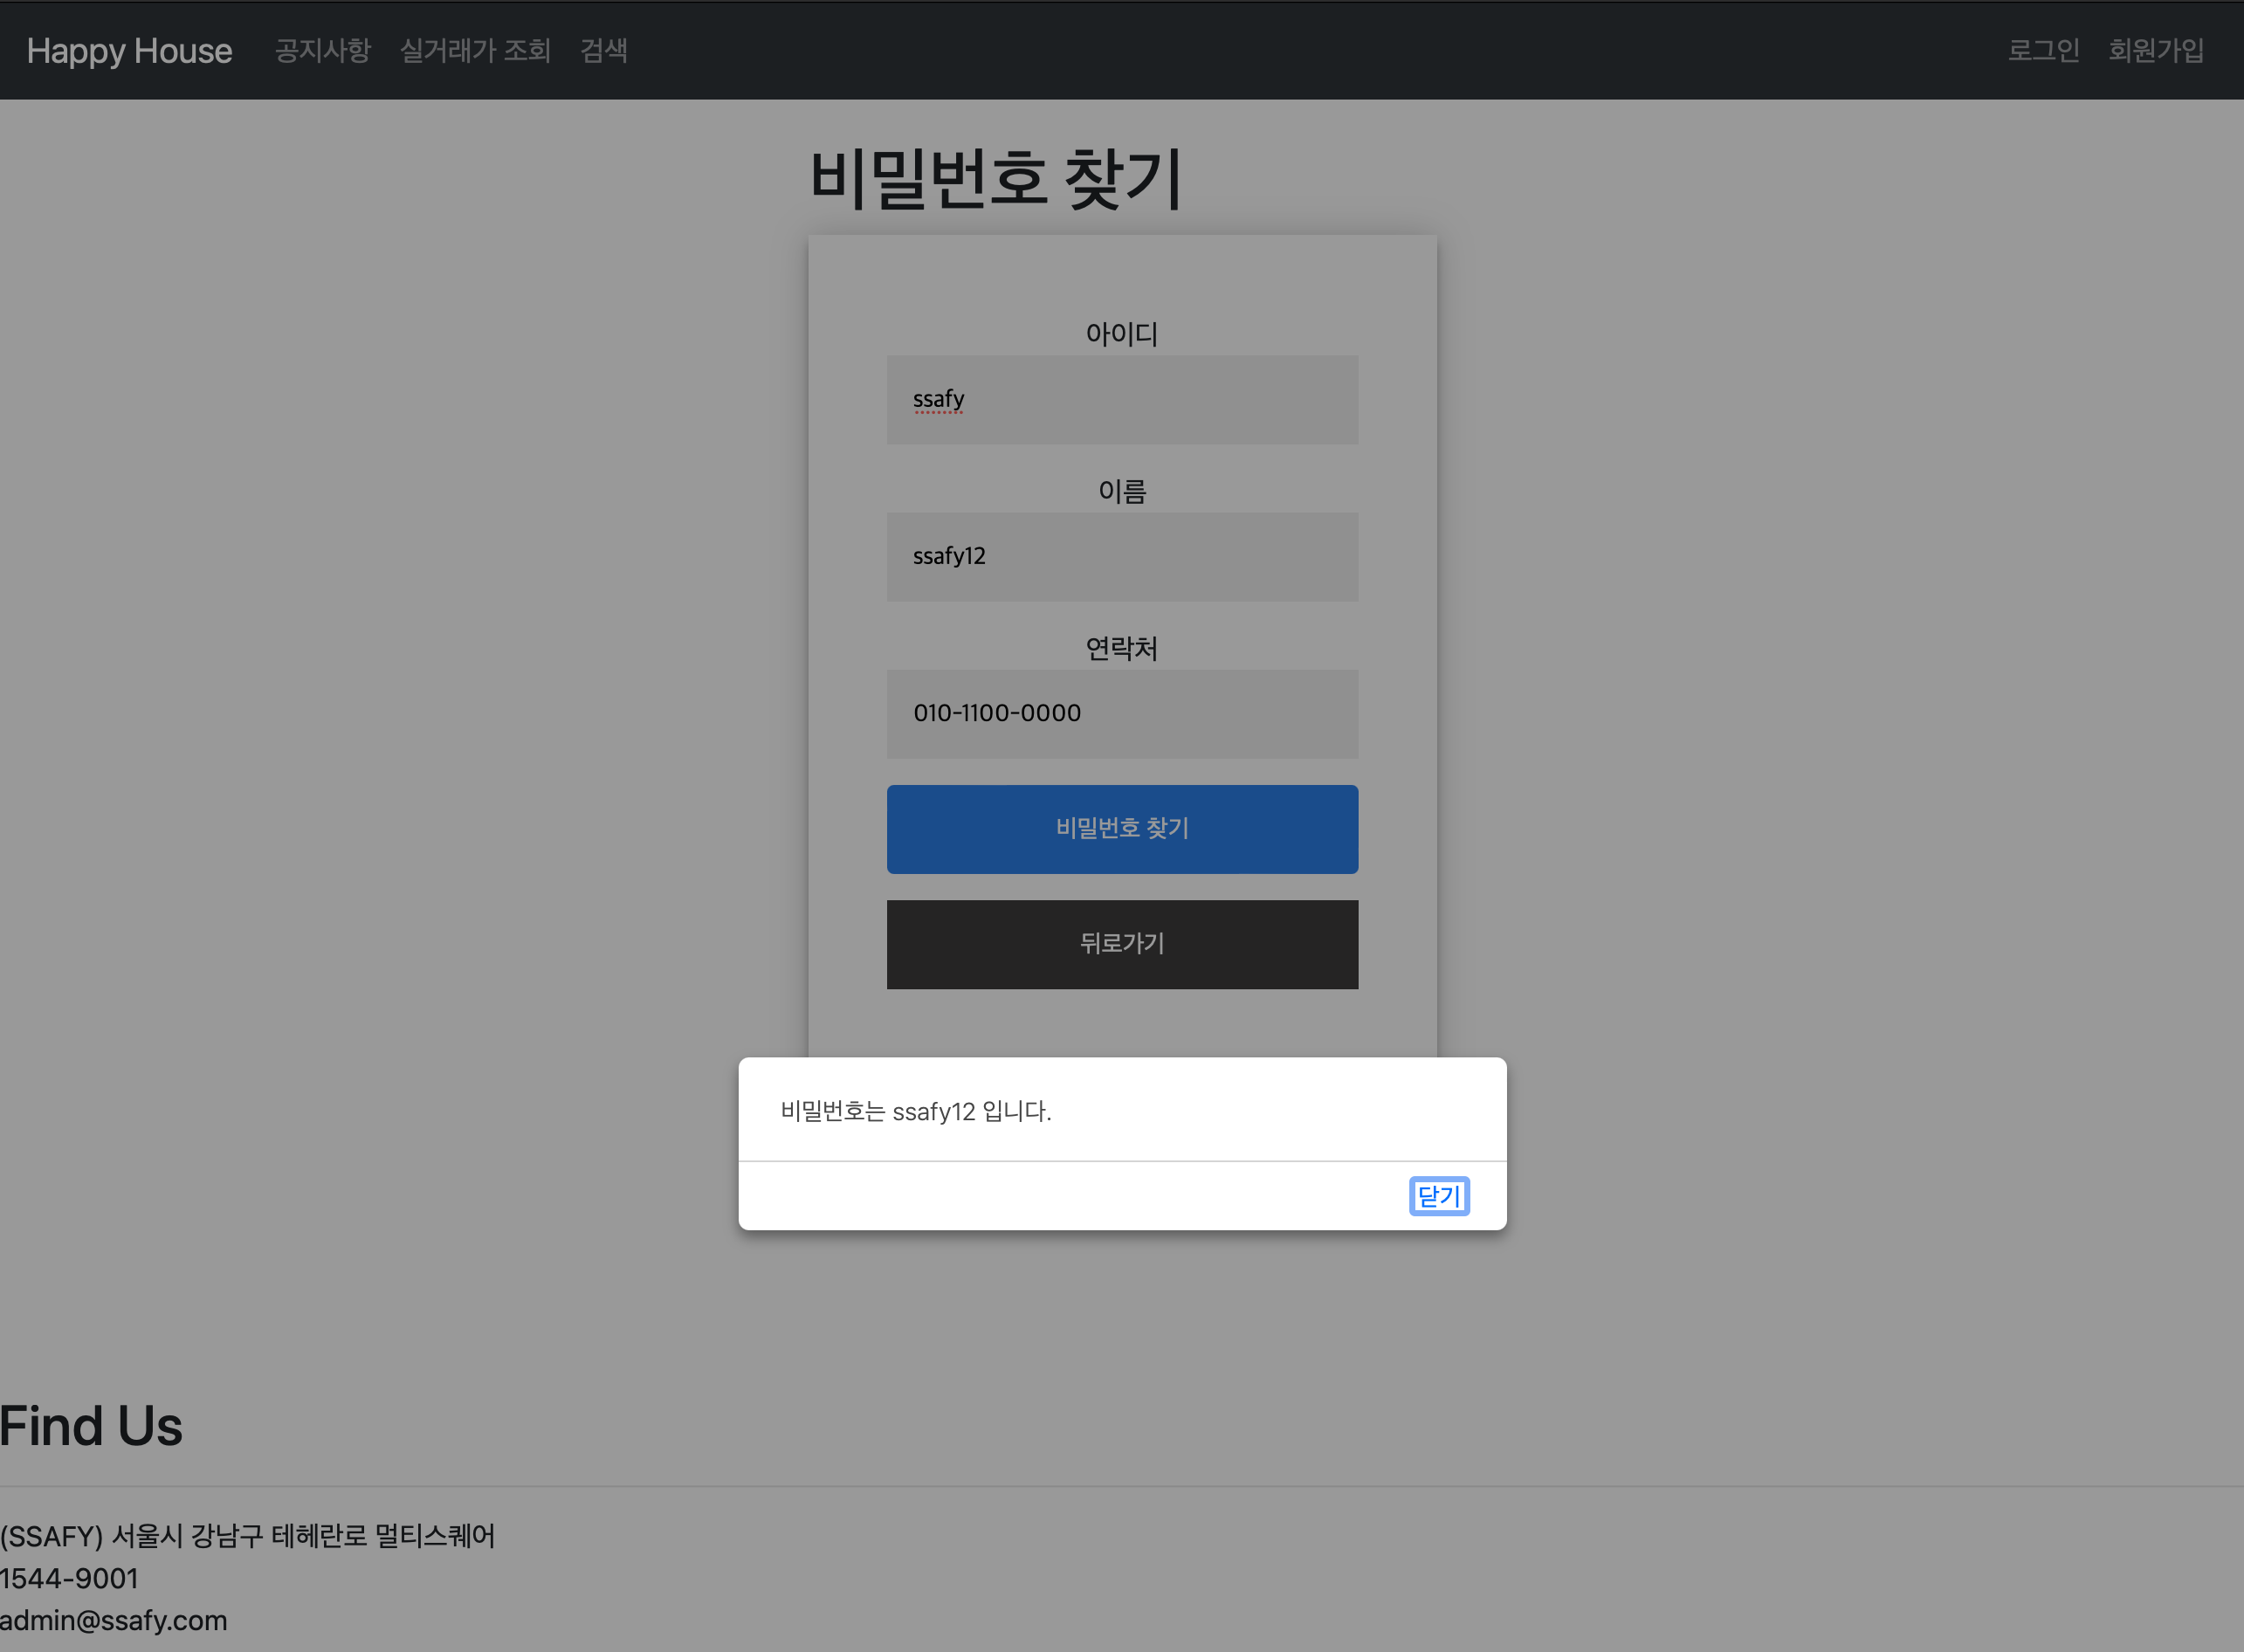 Happy House 공지사항 실거래가 조회 검색 로그인 회원가입
비밀번호 찾기
아이디
ssafy
이름
ssafy12
연락처
010-1100-0000
비밀번호 찾기
뒤로가기
비밀번호는 ssafy12 입니다.
닫기
Find Us
(SSAFY) 서울시 강남구 테헤란로 멀티스퀘어
1544-9001
admin@ssafy.com